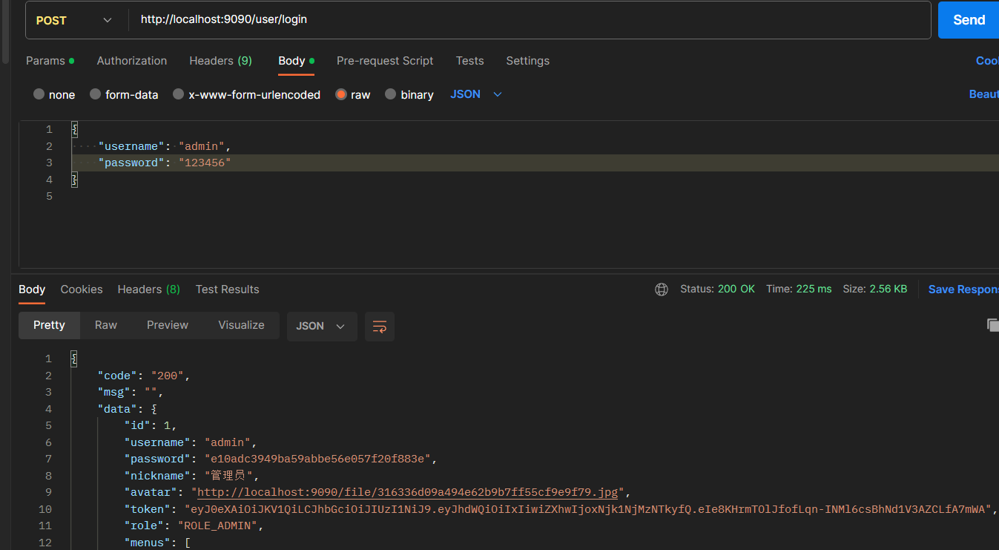 POST http://localhost:9090/user/login Send
Params Authorization Headers (9) Body Pre-request Script Tests Settings Cool
none form-data x-www-form-urlencoded raw binary JSON Beaut
1 {
2 "username": "admin",
3 "password": "123456"
4 }
5
Body Cookies Headers (8) Test Results Status: 200 OK Time: 225 ms Size: 2.56 KB Save Respons
Pretty Raw Preview Visualize JSON
1 {
2 "code": "200",
3 "msg": "",
4 "data": {
5 "id": 1,
6 "username": "admin",
7 "password": "e10adc3949ba59abbe56e057f20f883e",
8 "nickname": "管理员",
9 "avatar": "http://localhost:9090/file/316336d09a494e62b9b7ff55cf9e9f79.jpg",
10 "token": "eyJ0eXAiOiJKV1QiLCJhbGciOiJIUzI1NiJ9.eyJhdWQiOiIxIiwiZXhwIjoxNjk1NjMzNTkyfQ.eIe8KHrmTOlJfofLqn-INMl6csBhNd1V3AZCLfA7mWA",
11 "role": "ROLE_ADMIN",
12 "menus": [